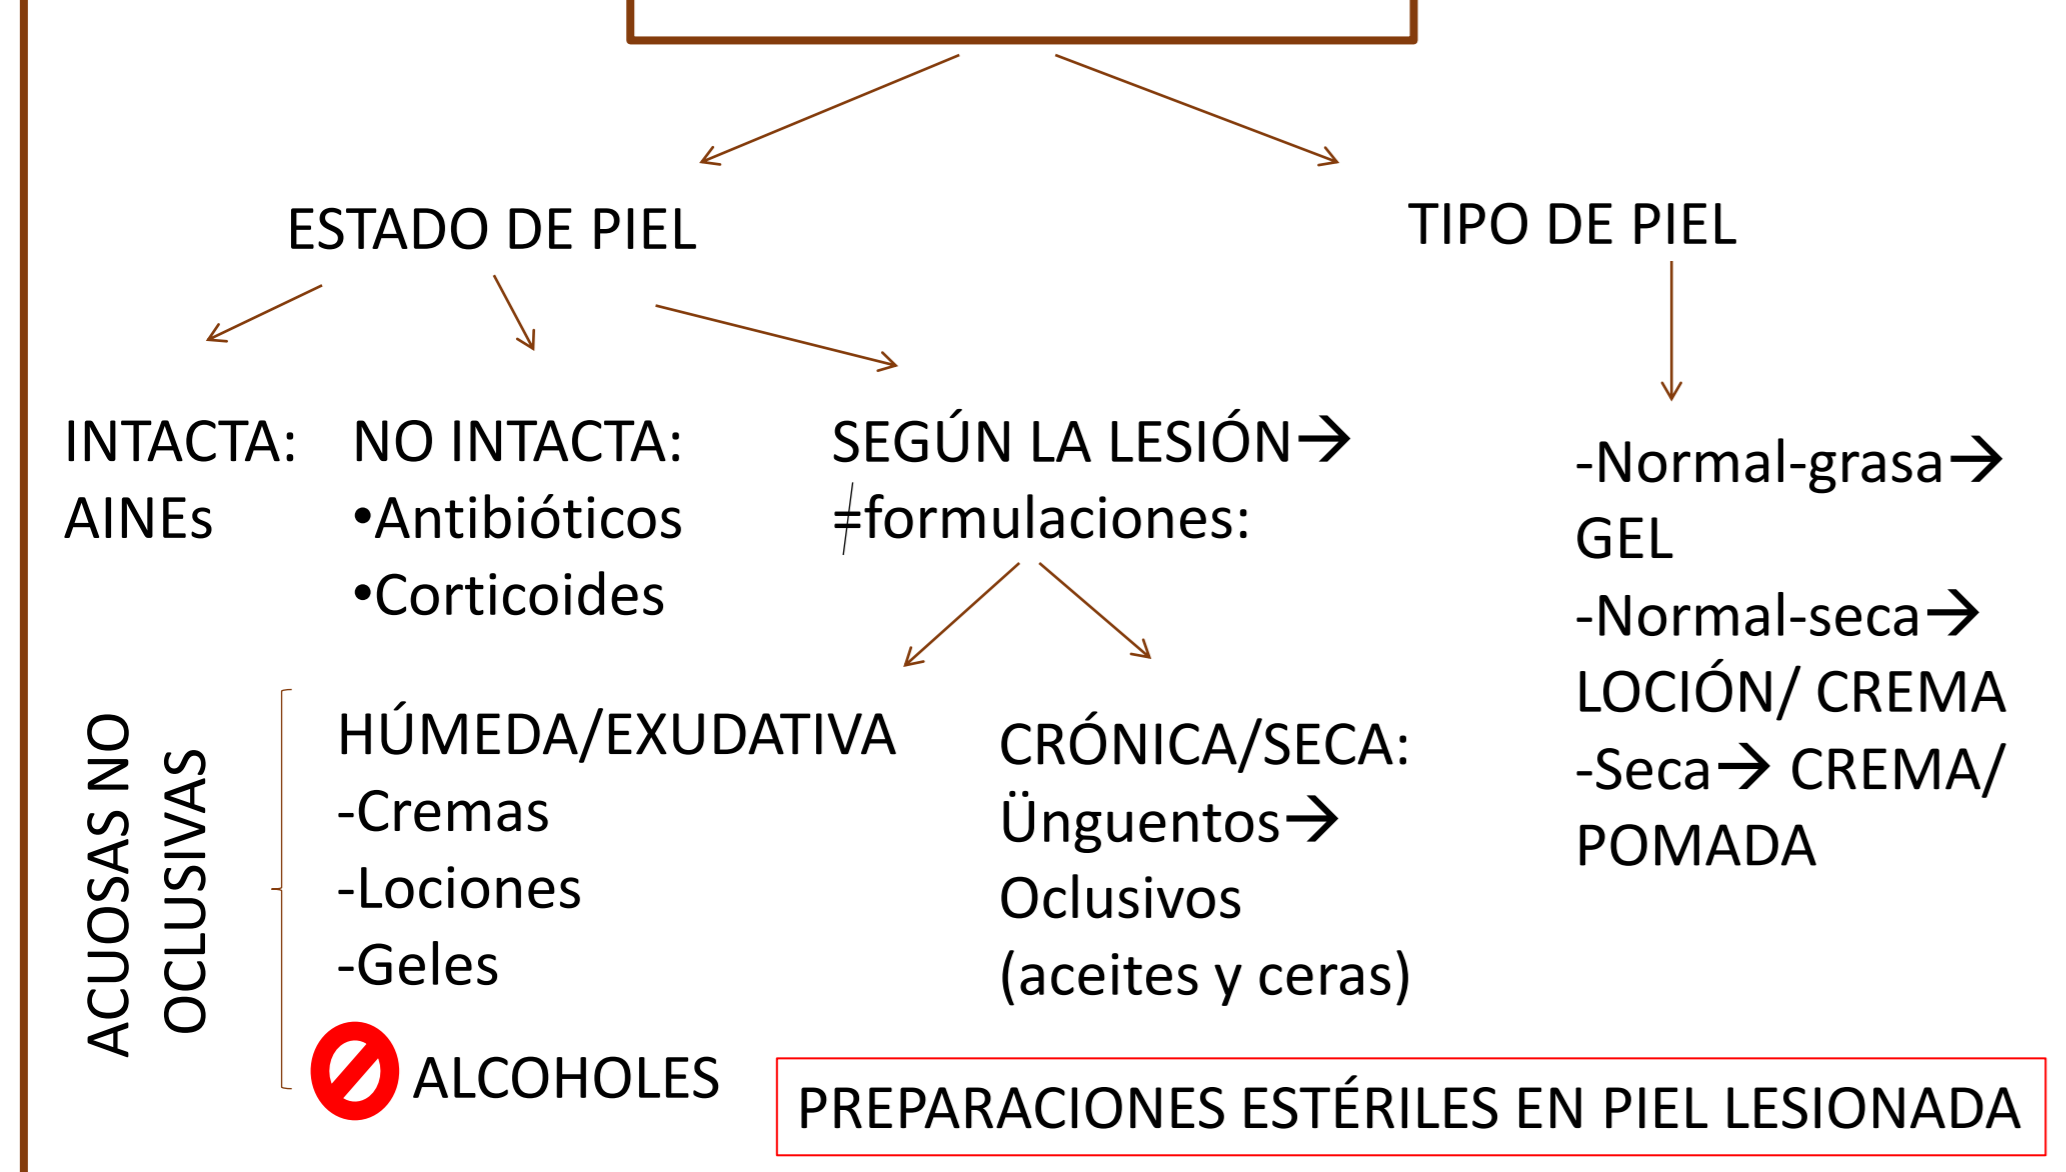 ESTADO DE PIEL
TIPO DE PIEL
INTACTA:
AINEs
NO INTACTA:
•Antibióticos
•Corticoides
SEGÚN LA LESIÓN→
≠formulaciones:
-Normal-grasa→
GEL
-Normal-seca→
LOCIÓN/ CREMA
-Seca→ CREMA/
POMADA
ACUOSAS NO
OCLUSIVAS
HÚMEDA/EXUDATIVA
-Cremas
-Lociones
-Geles
ALCOHOLES
CRÓNICA/SECA:
Ünguentos→
Oclusivos
(aceites y ceras)
PREPARACIONES ESTÉRILES EN PIEL LESIONADA